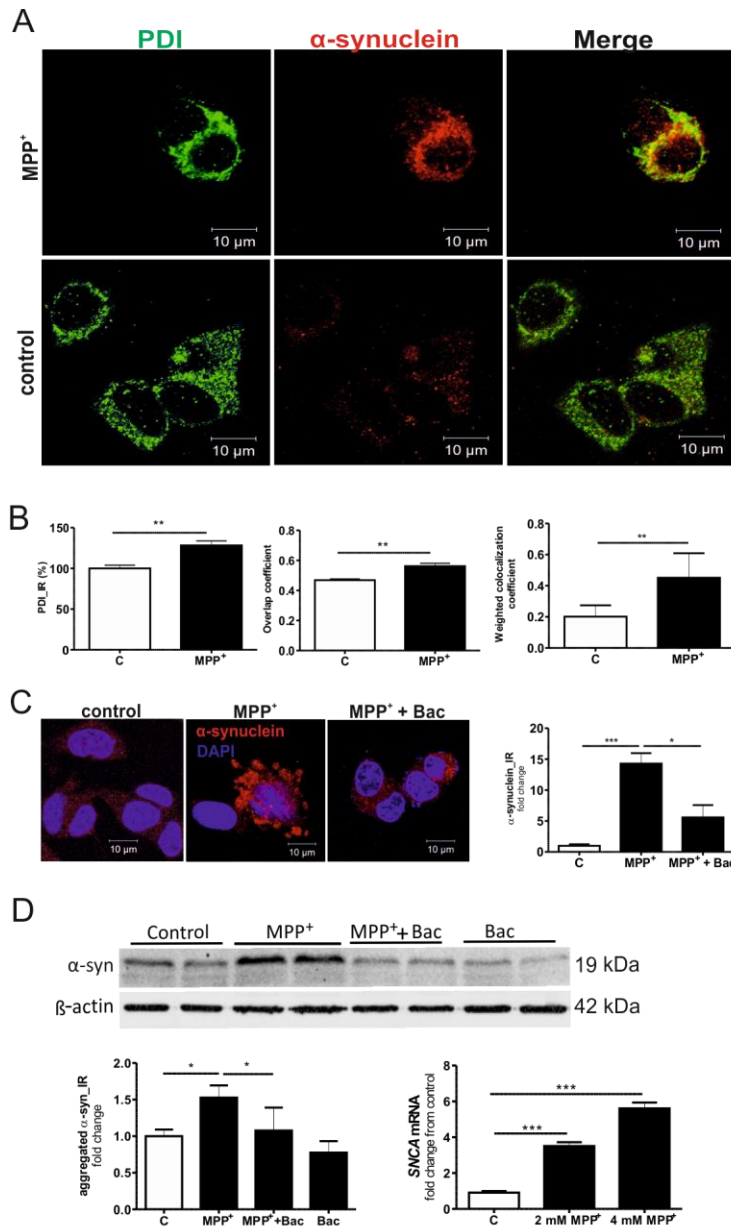 A
PDI α-synuclein Merge
MPP⁺
10 µm 10 µm 10 µm
control
10 µm 10 µm 10 µm
B
PDI_IR (%)
150
100
50
0
C MPP⁺
**
Overlap coefficient
0.8
0.6
0.4
0.2
0.0
C MPP⁺
**
Weighted colocalization
coefficient
0.8
0.6
0.4
0.2
0.0
C MPP⁺
**
C
control MPP⁺ MPP⁺ + Bac
α-synuclein
DAPI
10 µm 10 µm 10 µm
α-synuclein_IR
fold change
20
15
10
5
0
*** *
C MPP⁺ MPP⁺ + Bac
D
Control MPP⁺ MPP⁺ + Bac Bac
α-syn 19 kDa
ß-actin 42 kDa
aggregated α-syn_IR
fold change
2.0
1.5
1.0
0.5
0.0
* *
C MPP⁺ MPP⁺+Bac Bac
SNCA mRNA
fold change from control
8
6
4
2
0
***
***
C 2 mM MPP⁺ 4 mM MPP⁺